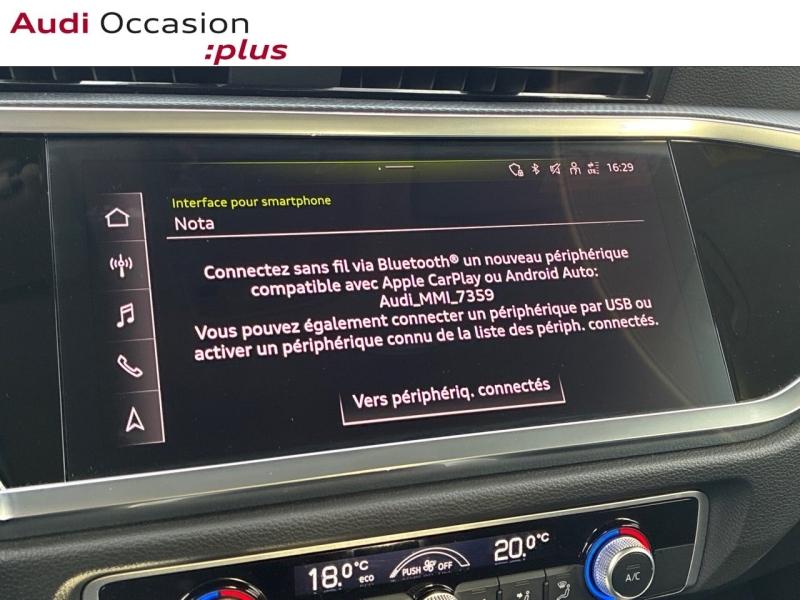 Audi Occasion
:plus
16:29
Interface pour smartphone
Nota
Connectez sans fil via Bluetooth® un nouveau périphérique
compatible avec Apple CarPlay ou Android Auto:
Audi_MMI_7359
Vous pouvez également connecter un périphérique par USB ou
activer un périphérique connu de la liste des périph. connectés.
Vers périphériq. connectés
18.0°C eco
PUSH OFF
20.0°C
A/C